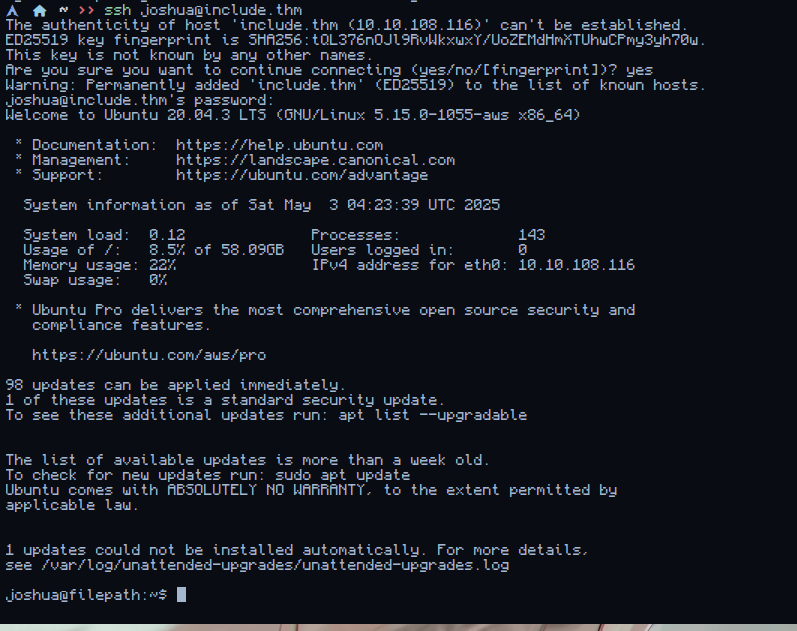 ~ >> ssh joshua@include.thm
The authenticity of host 'include.thm (10.10.108.116)' can't be established.
ED25519 key fingerprint is SHA256:tQL376nOJl9RvWkxwxY/UoZEMdHmXTUhwCPmy3yh70w.
This key is not known by any other names.
Are you sure you want to continue connecting (yes/no/[fingerprint])? yes
Warning: Permanently added 'include.thm' (ED25519) to the list of known hosts.
joshua@include.thm's password:
Welcome to Ubuntu 20.04.3 LTS (GNU/Linux 5.15.0-1055-aws x86_64)

 * Documentation:  https://help.ubuntu.com
 * Management:     https://landscape.canonical.com
 * Support:        https://ubuntu.com/advantage

  System information as of Sat May  3 04:23:39 UTC 2025

  System load:  0.12              Processes:             143
  Usage of /:   8.5% of 58.09GB   Users logged in:       0
  Memory usage: 22%               IPv4 address for eth0: 10.10.108.116
  Swap usage:   0%

 * Ubuntu Pro delivers the most comprehensive open source security and
   compliance features.

   https://ubuntu.com/aws/pro

98 updates can be applied immediately.
1 of these updates is a standard security update.
To see these additional updates run: apt list --upgradable

The list of available updates is more than a week old.
To check for new updates run: sudo apt update
Ubuntu comes with ABSOLUTELY NO WARRANTY, to the extent permitted by
applicable law.

1 updates could not be installed automatically. For more details,
see /var/log/unattended-upgrades/unattended-upgrades.log

joshua@filepath:~$